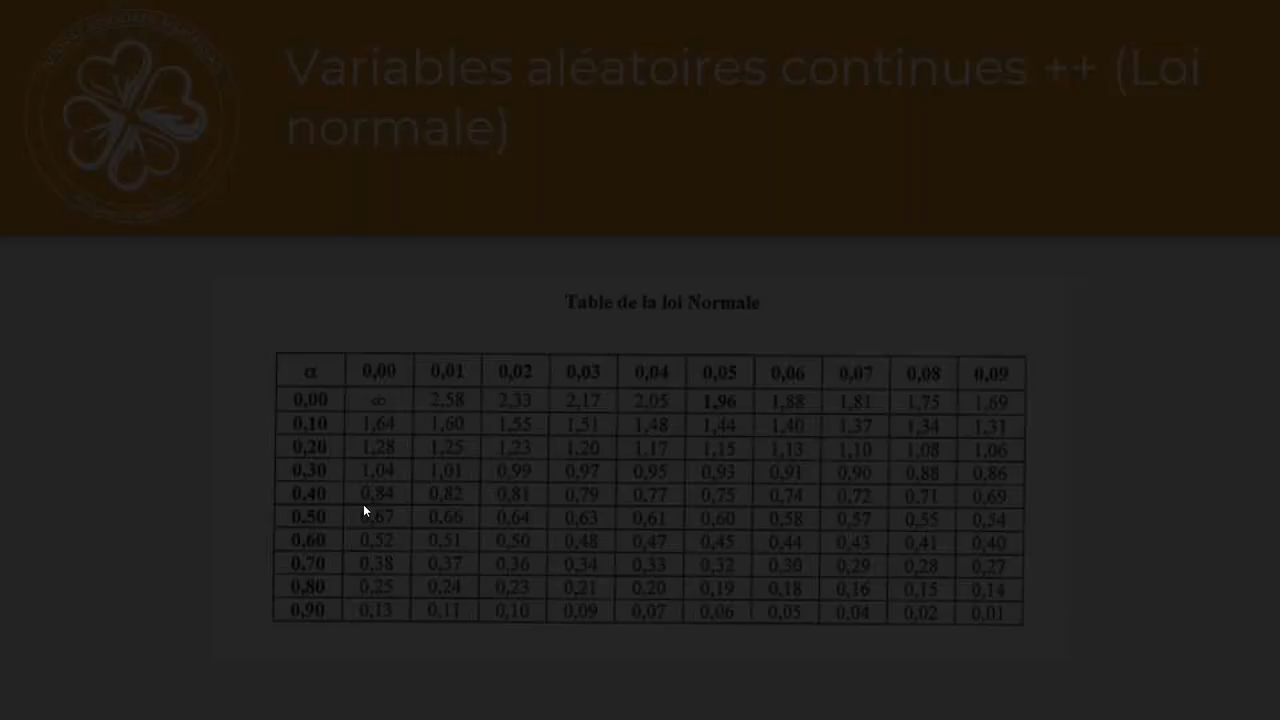 Variables aléatoires continues ++ (Loi
normale)
Table de la loi Normale
α 0,00 0,01 0,02 0,03 0,04 0,05 0,06 0,07 0,08 0,09
0,00 ∞ 2,58 2,33 2,17 2,05 1,96 1,88 1,81 1,75 1,69
0,10 1,64 1,60 1,55 1,51 1,48 1,44 1,40 1,37 1,34 1,31
0,20 1,28 1,25 1,23 1,20 1,17 1,15 1,13 1,10 1,08 1,06
0,30 1,04 1,01 0,99 0,97 0,95 0,93 0,91 0,90 0,88 0,86
0,40 0,84 0,82 0,81 0,79 0,77 0,75 0,74 0,72 0,71 0,69
0,50 0,67 0,66 0,64 0,63 0,61 0,60 0,58 0,57 0,55 0,54
0,60 0,52 0,51 0,50 0,48 0,47 0,45 0,44 0,43 0,41 0,40
0,70 0,38 0,37 0,36 0,34 0,33 0,32 0,30 0,29 0,28 0,27
0,80 0,25 0,24 0,23 0,21 0,20 0,19 0,18 0,16 0,15 0,14
0,90 0,13 0,11 0,10 0,09 0,07 0,06 0,05 0,04 0,02 0,01